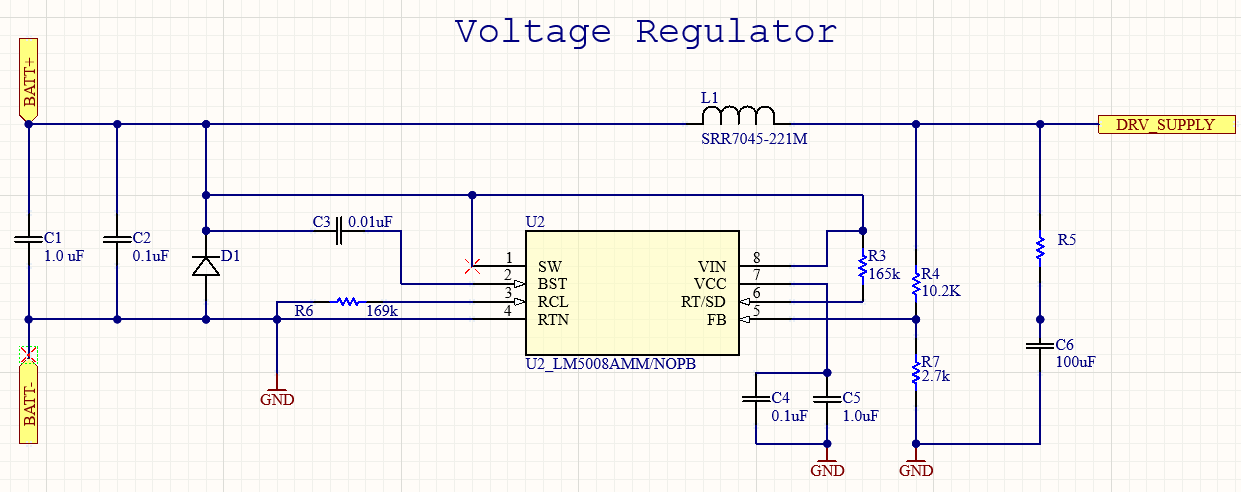 Voltage Regulator
BATT+
L1
SRR7045-221M
DRV_SUPPLY
C1
1.0 uF
C2
0.1uF
D1
C3 0.01uF
U2
1 SW
2 BST
3 RCL
4 RTN
VIN 8
VCC 7
RT/SD 6
FB 5
U2_LM5008AMM/NOPB
R6 169k
R3
165k
R4
10.2K
R5
R7
2.7k
C6
100uF
C4
0.1uF
C5
1.0uF
BATT-
GND
GND
GND